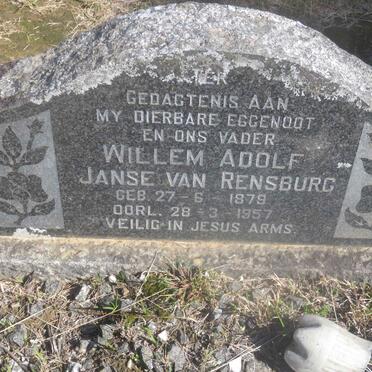 TER
GEDAGTENIS AAN
MY DIERBARE EGGENOOT
EN ONS VADER
WILLEM ADOLF
JANSE VAN RENSBURG
GEB. 27-6-1879
OORL. 28-3-1957
VEILIG IN JESUS ARMS.